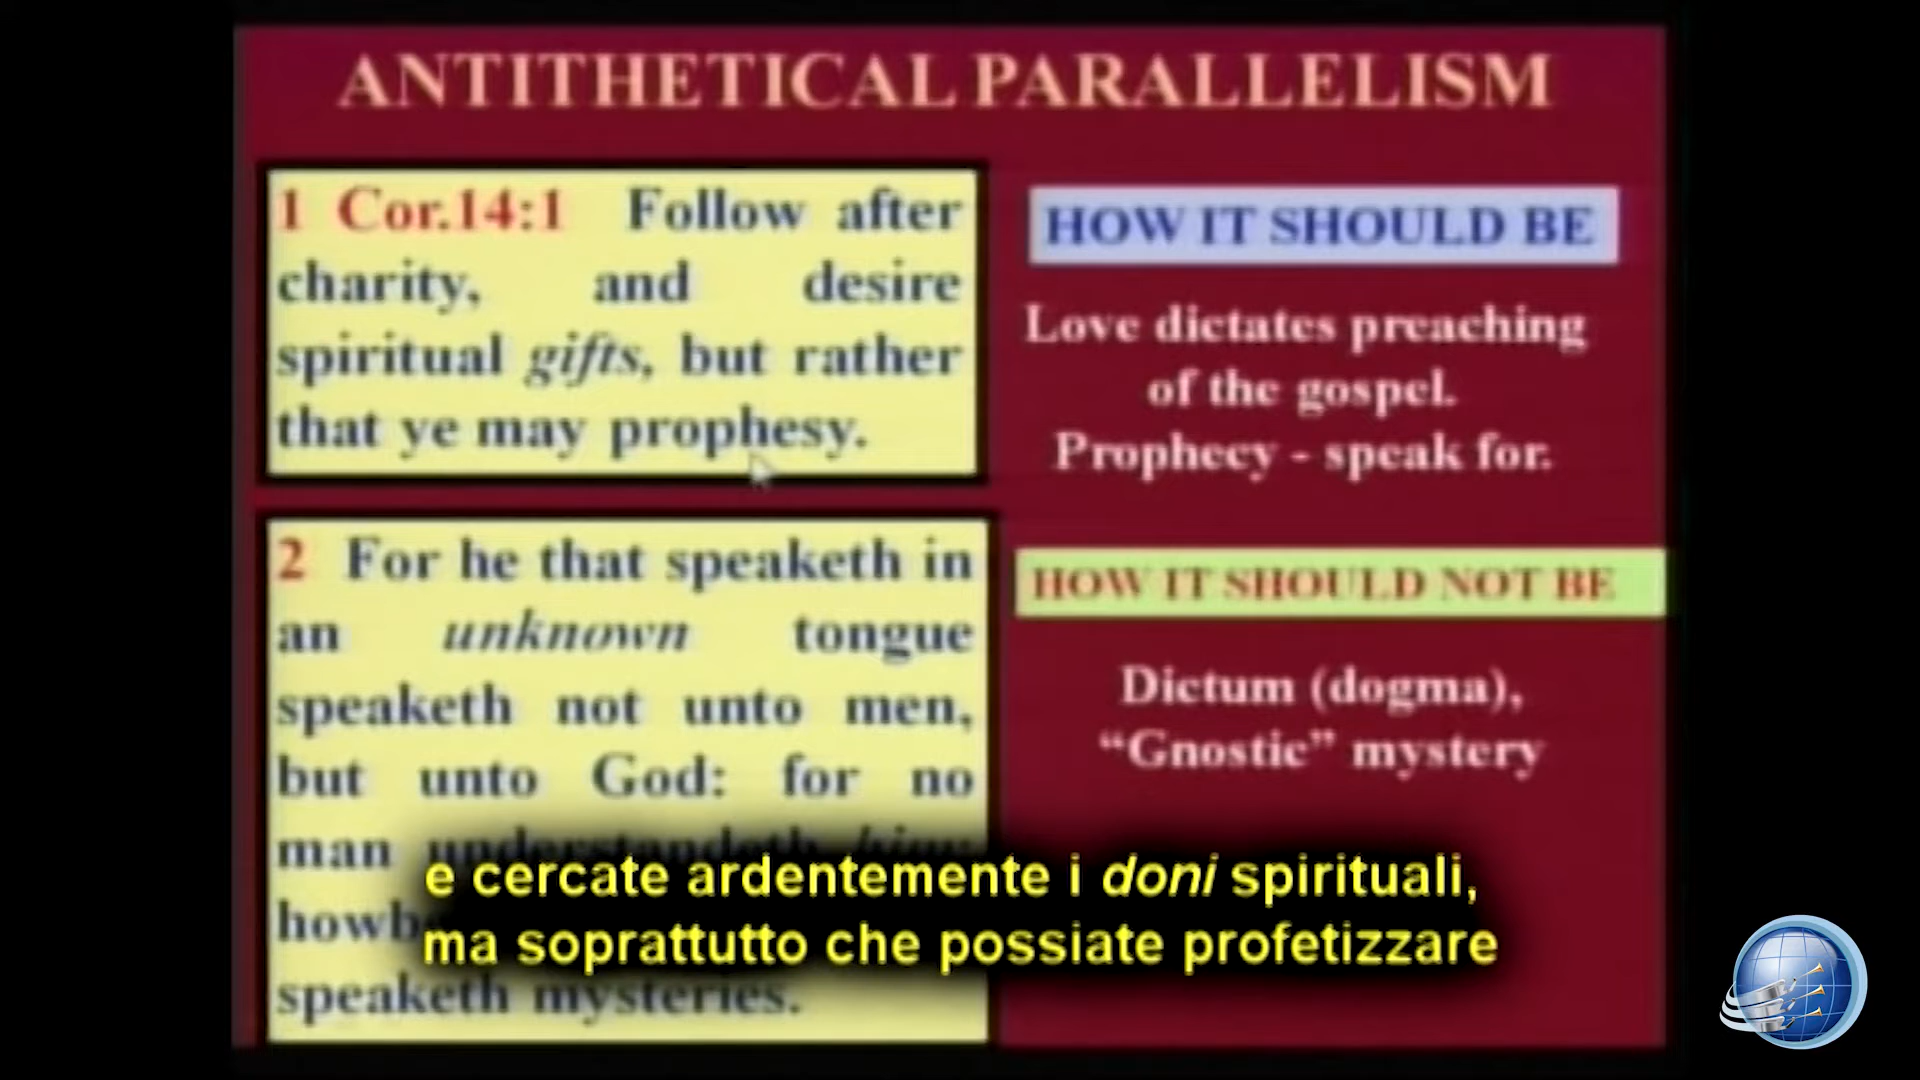 ANTITHETICAL PARALLELISM
1 Cor.14:1 Follow after
charity, and desire
spiritual gifts, but rather
that ye may prophesy.
HOW IT SHOULD BE
Love dictates preaching
of the gospel.
Prophecy - speak for.
2 For he that speaketh in
an unknown tongue
speaketh not unto men,
but unto God: for no
man understandeth him
speaketh mysteries.
HOW IT SHOULD NOT BE
Dictum (dogma),
“Gnostic” mystery
e cercate ardentemente i doni spirituali,
ma soprattutto che possiate profetizzare